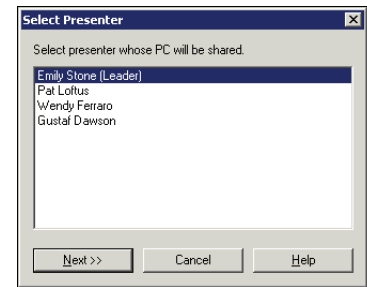 Select Presenter
Select presenter whose PC will be shared.
Emily Stone (Leader)
Pat Loftus
Wendy Ferraro
Gustaf Dawson
Next >> Cancel Help